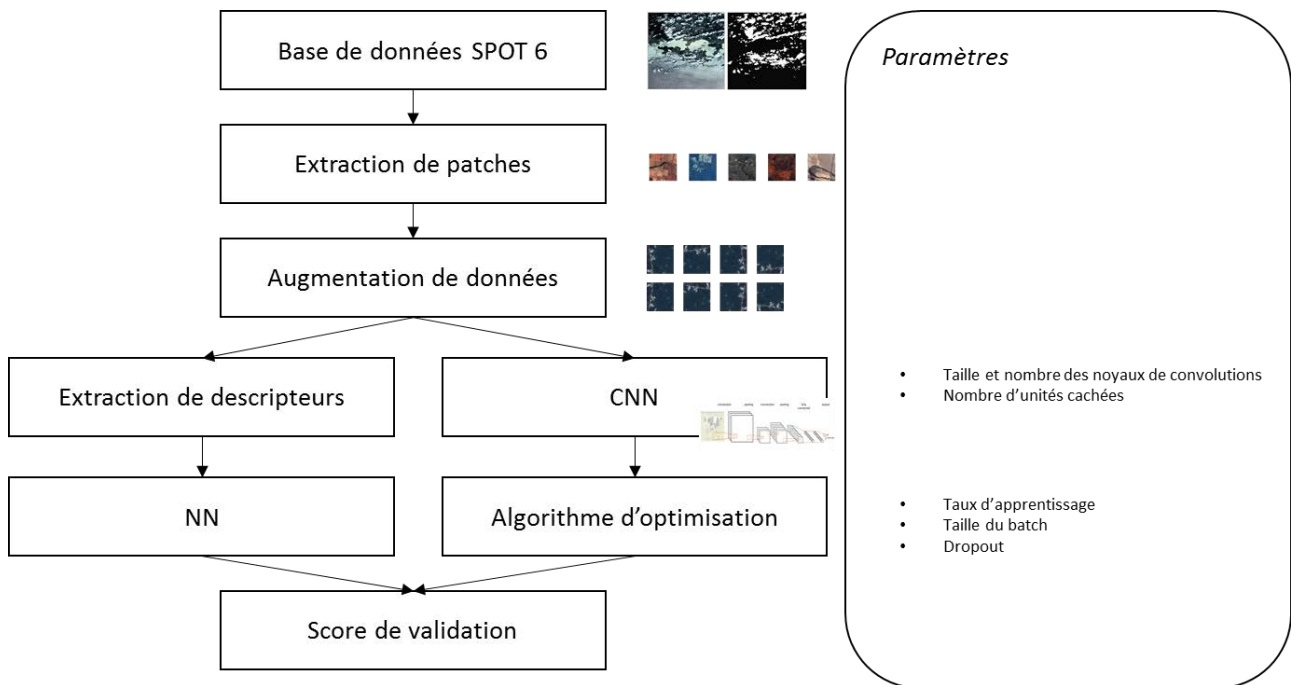 Base de données SPOT 6
Extraction de patches
Augmentation de données
Extraction de descripteurs
CNN
NN
Algorithme d'optimisation
Score de validation
Paramètres
• Taille et nombre des noyaux de convolutions
• Nombre d'unités cachées
• Taux d'apprentissage
• Taille du batch
• Dropout